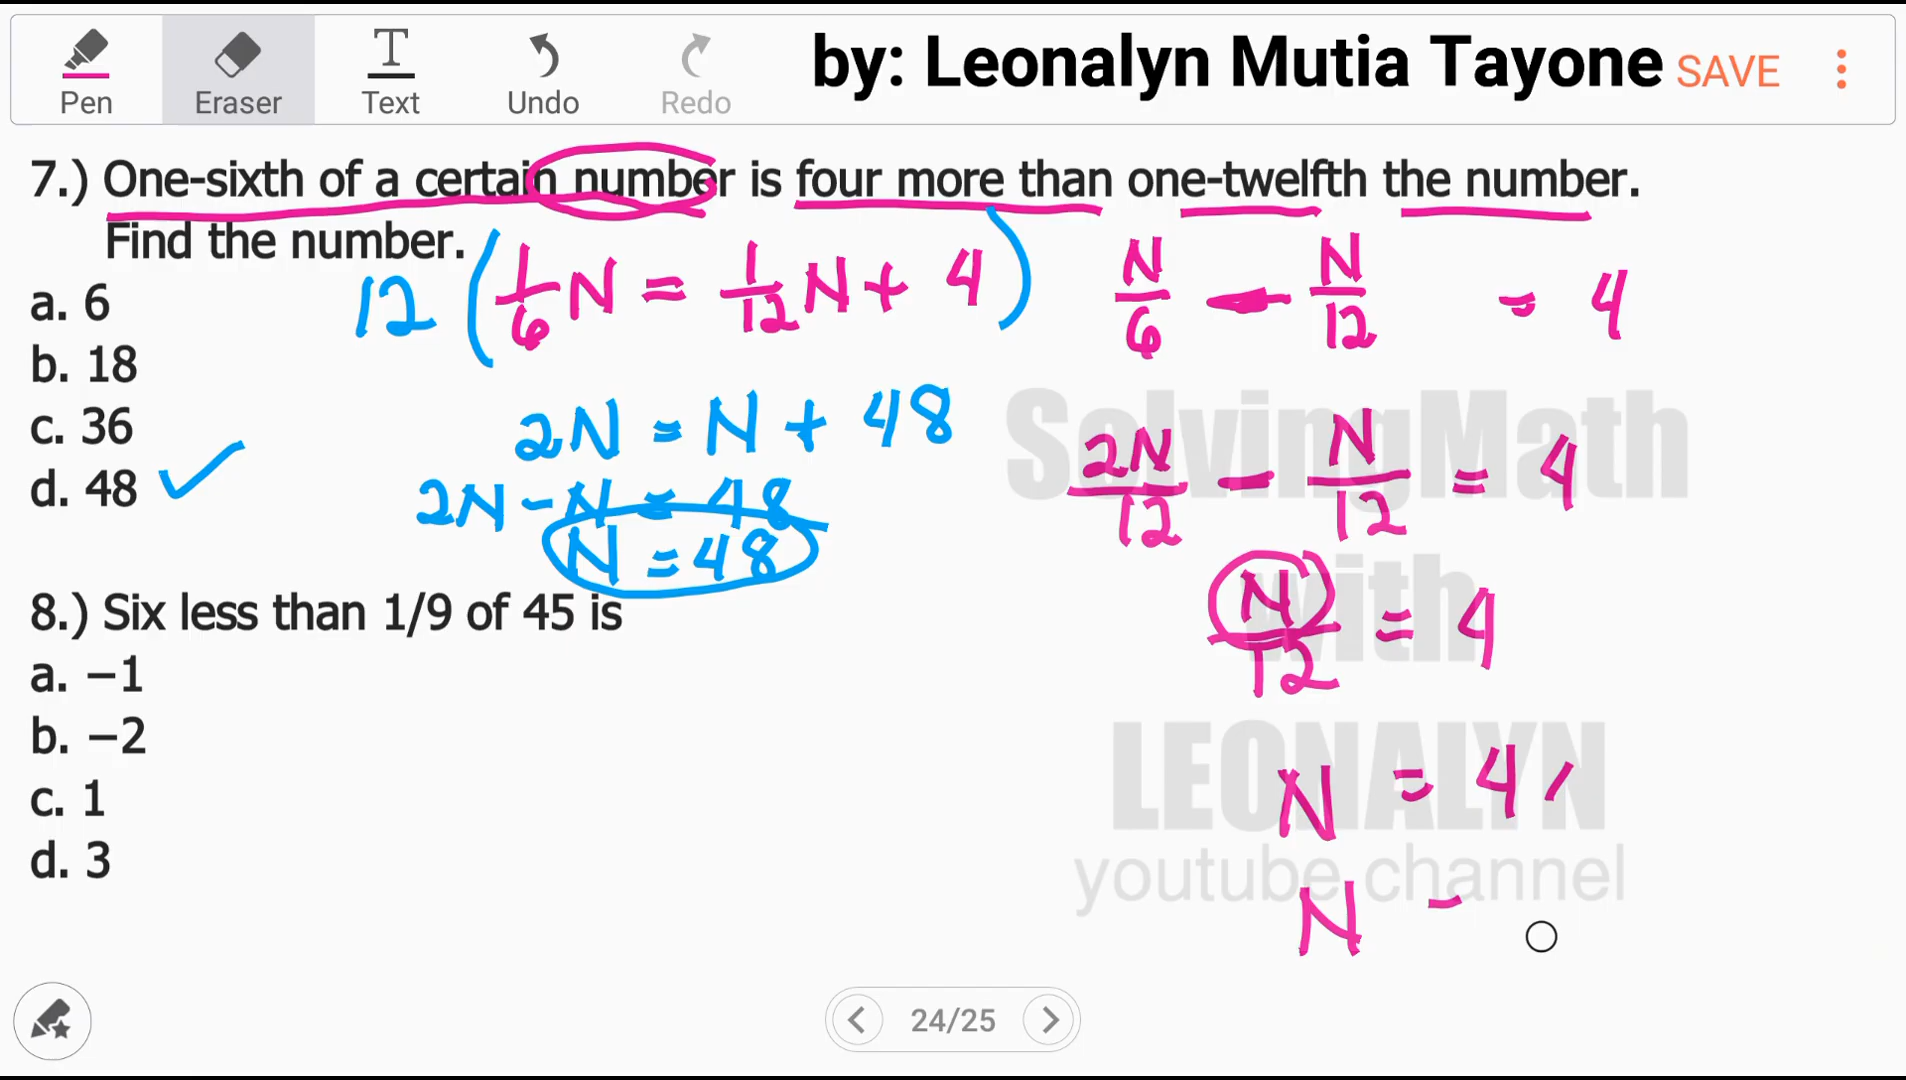 Pen
Eraser
Text
Undo
Redo
by: Leonalyn Mutia Tayone
SAVE
7.) One-sixth of a certain number is four more than one-twelfth the number.
Find the number.
a. 6
b. 18
c. 36
d. 48
12 ( 1/6 N = 1/12 N + 4 )
2N = N + 48
2N - N = 48
N = 48
N/6 - N/12 = 4
2N/12 - N/12 = 4
N/12 = 4
N = 4
N -
8.) Six less than 1/9 of 45 is
a. −1
b. −2
c. 1
d. 3
SolvingMath
with
LEONALYN
youtube channel
24/25